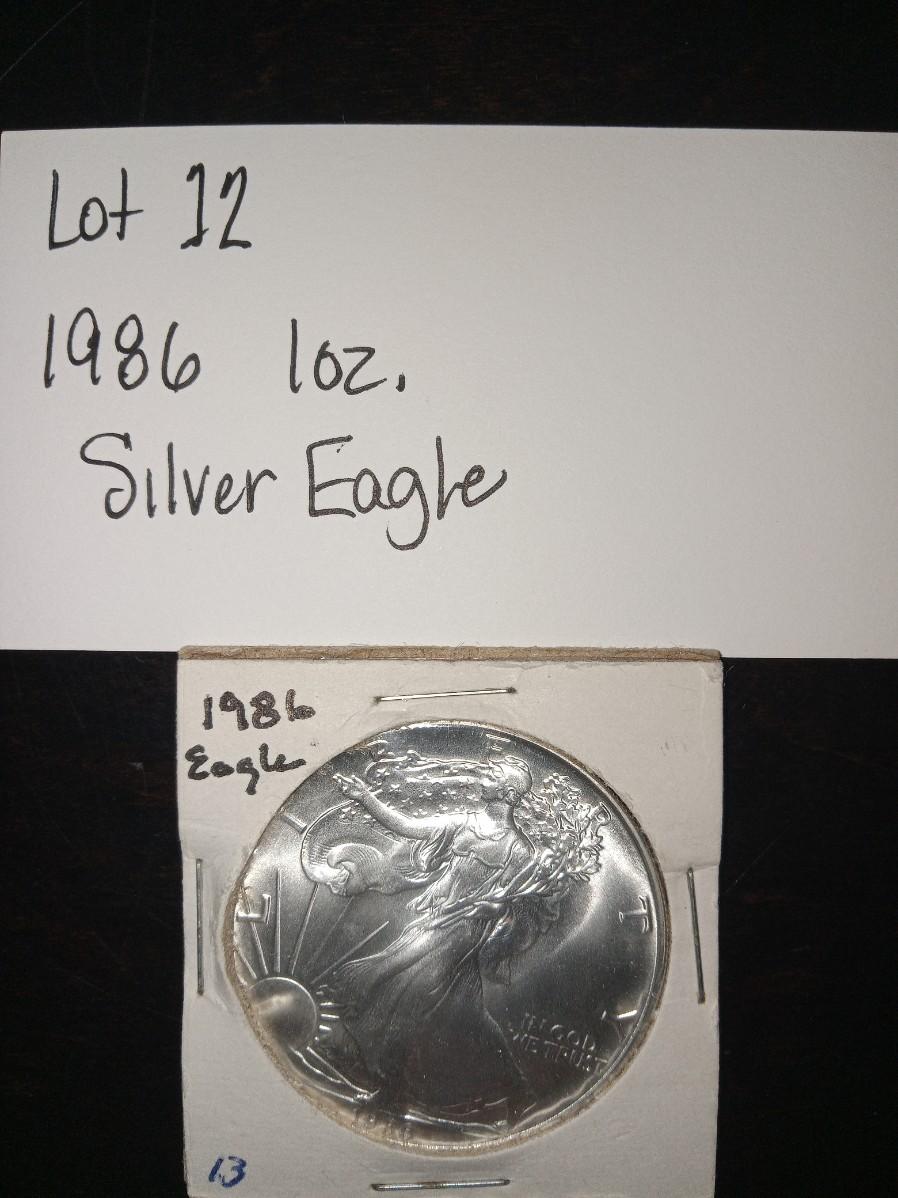 Lot 12
1986 1oz.
Silver Eagle
1986
Eagle
LIBERTY
IN GOD
WE TRUST
13